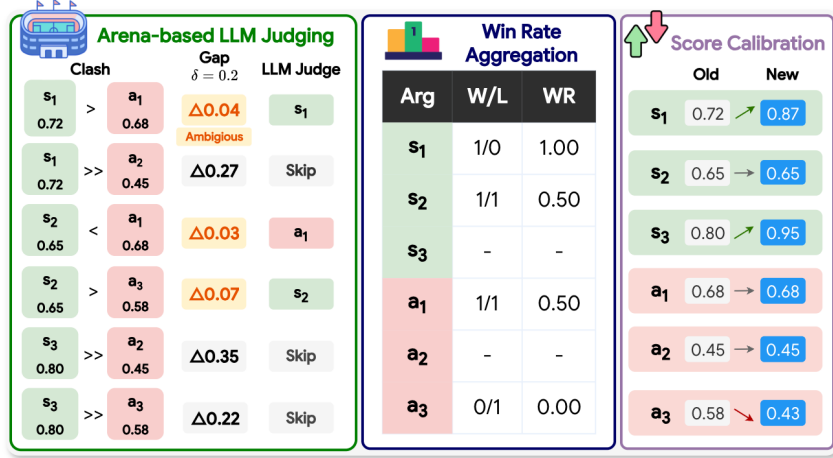 Arena-based LLM Judging
Clash Gap δ = 0.2 LLM Judge
s1 0.72 > a1 0.68 Δ0.04 Ambigious s1
s1 0.72 >> a2 0.45 Δ0.27 Skip
s2 0.65 < a1 0.68 Δ0.03 a1
s2 0.65 > a3 0.58 Δ0.07 s2
s3 0.80 >> a2 0.45 Δ0.35 Skip
s3 0.80 >> a3 0.58 Δ0.22 Skip
1
Win Rate
Aggregation
Arg W/L WR
s1 1/0 1.00
s2 1/1 0.50
s3 - -
a1 1/1 0.50
a2 - -
a3 0/1 0.00
Score Calibration
Old New
s1 0.72 → 0.87
s2 0.65 → 0.65
s3 0.80 → 0.95
a1 0.68 → 0.68
a2 0.45 → 0.45
a3 0.58 → 0.43